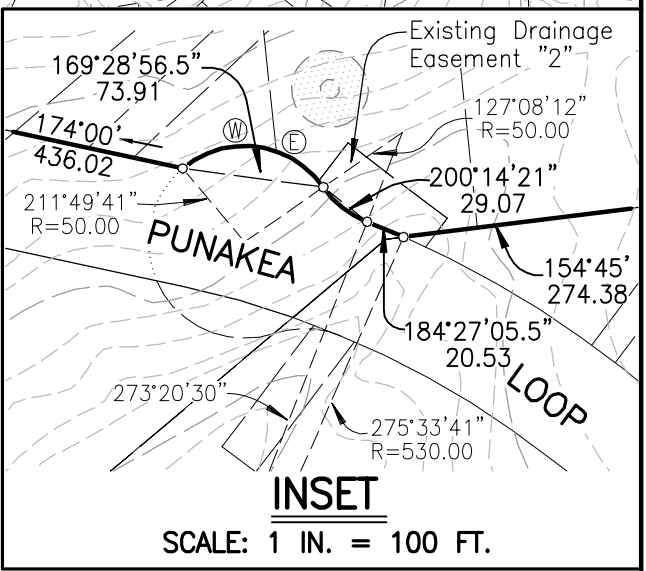 Existing Drainage
Easement "2"
169°28'56.5"
73.91
127°08'12"
R=50.00
174°00'
436.02
W
E
200°14'21"
29.07
211°49'41"
R=50.00
PUNAKEA
154°45'
274.38
184°27'05.5"
20.53
LOOP
273°20'30"
275°33'41"
R=530.00
INSET
SCALE: 1 IN. = 100 FT.